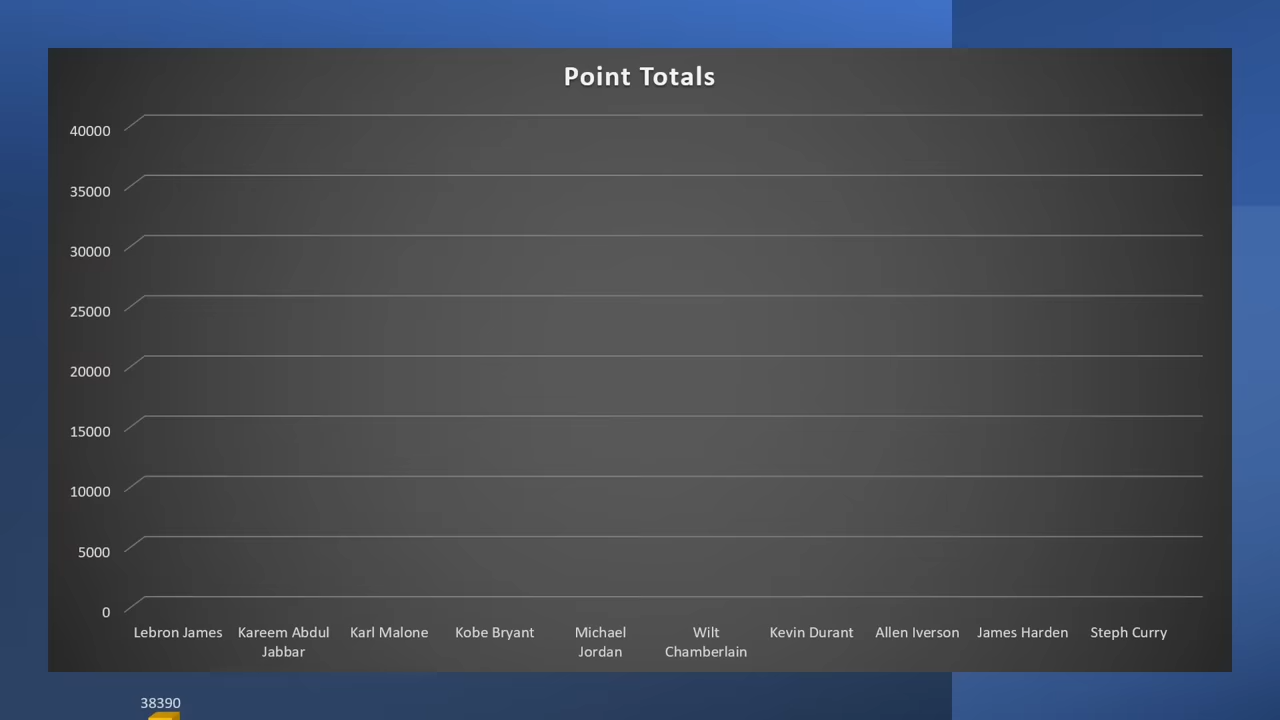 Point Totals
40000
35000
30000
25000
20000
15000
10000
5000
0
Lebron James
Kareem Abdul
Jabbar
Karl Malone
Kobe Bryant
Michael
Jordan
Wilt
Chamberlain
Kevin Durant
Allen Iverson
James Harden
Steph Curry
38390